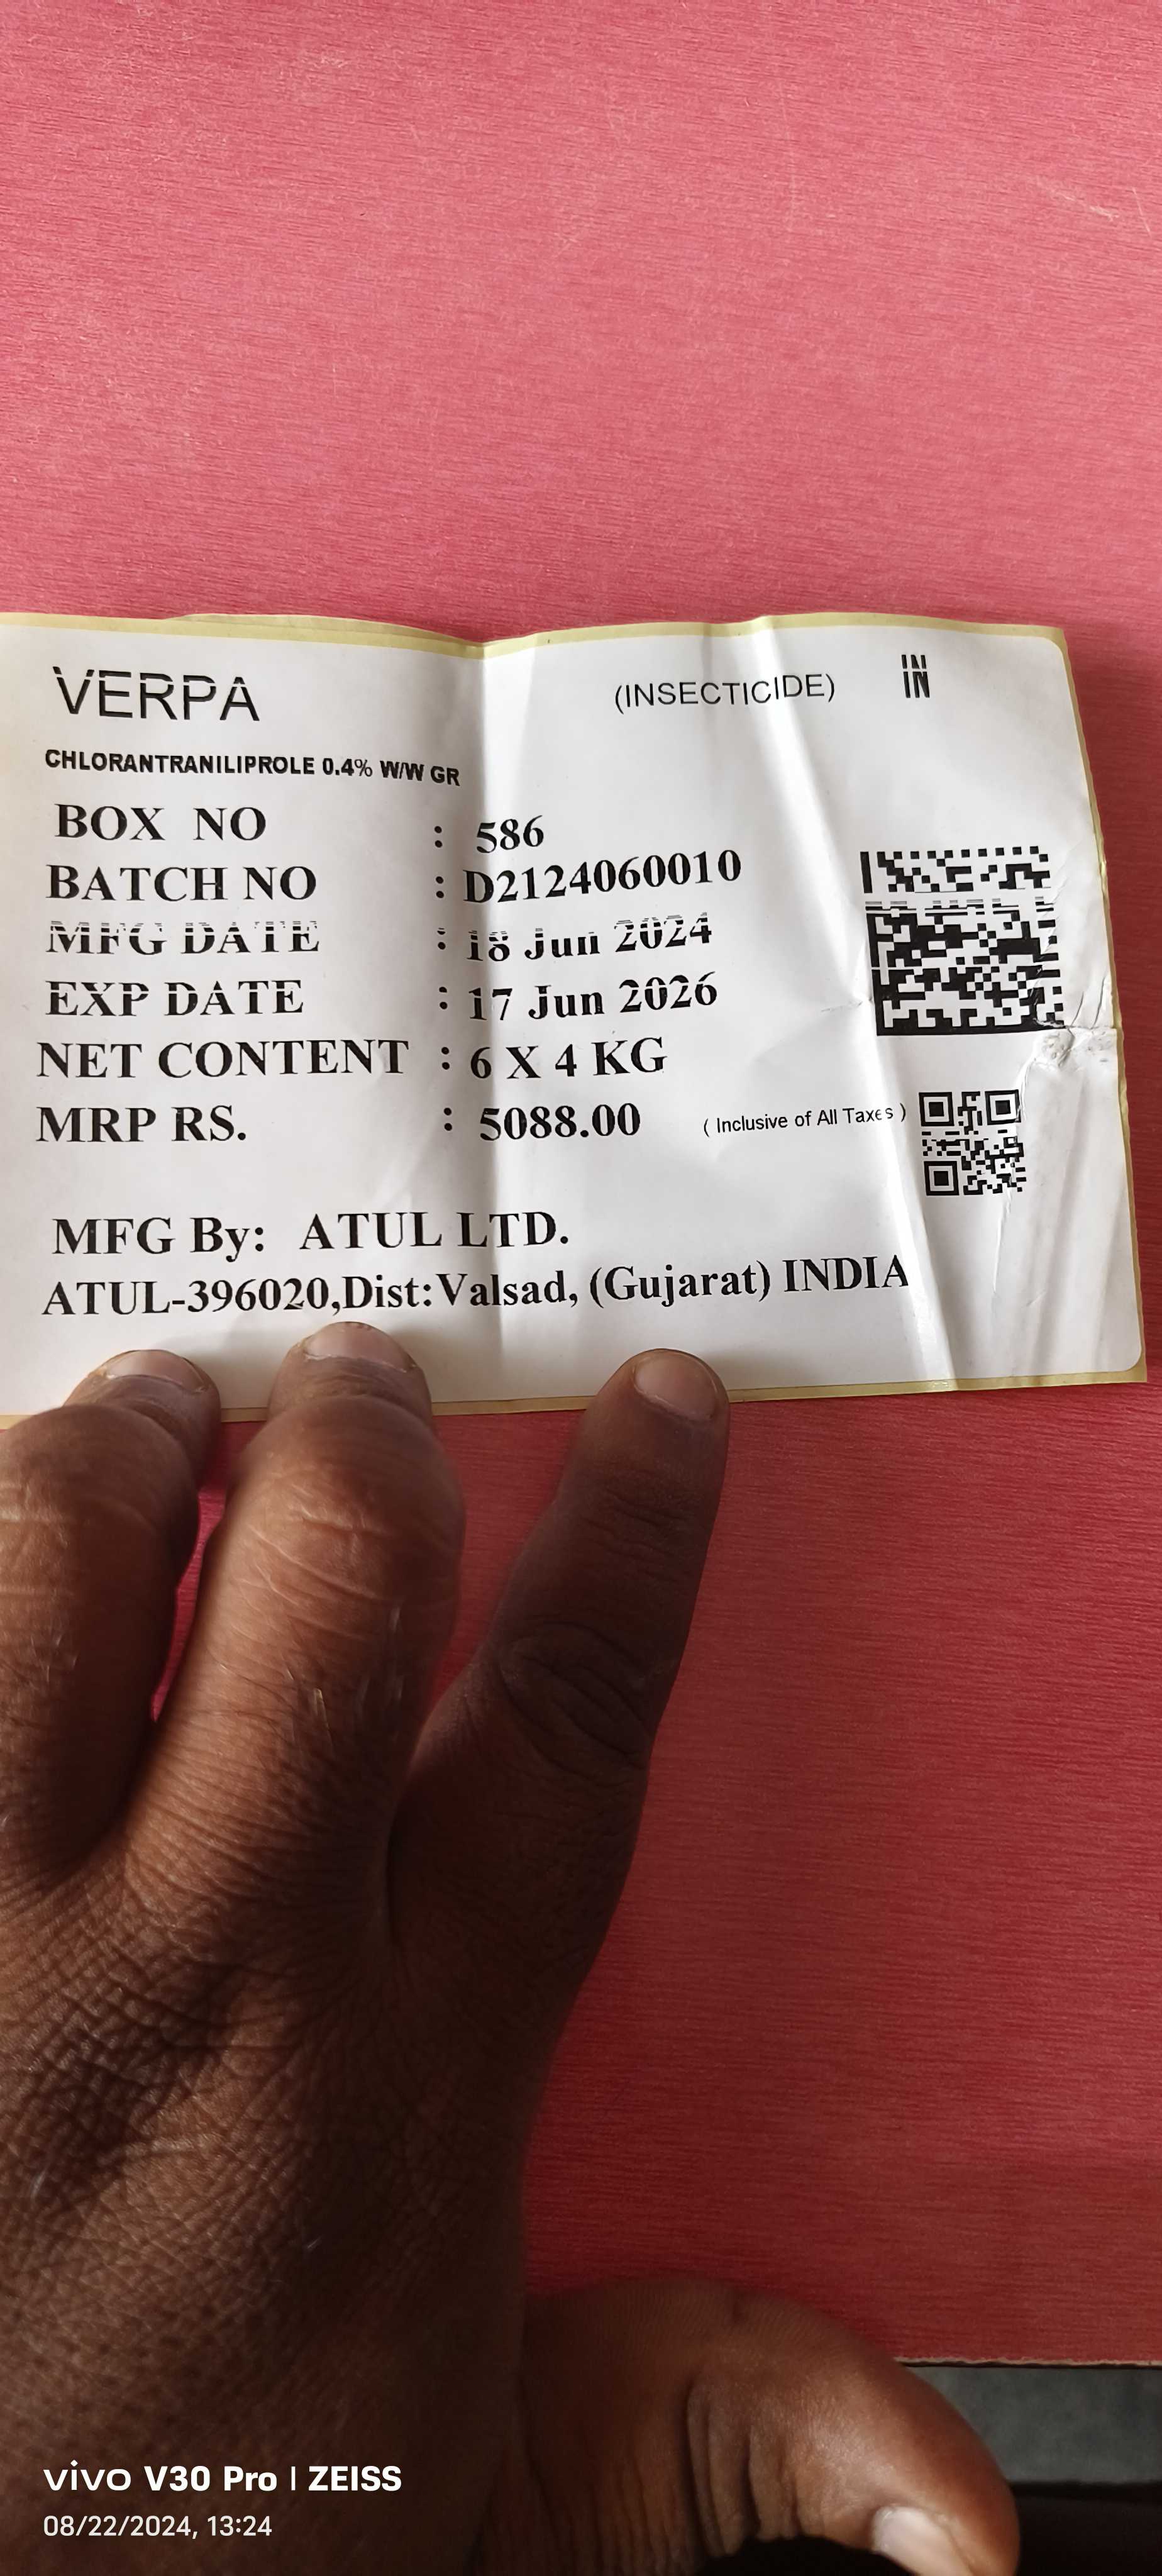 VERPA (INSECTICIDE) IN
CHLORANTRANILIPROLE 0.4% W/W GR
BOX NO : 586
BATCH NO : D2124060010
MFG DATE : 18 Jun 2024
EXP DATE : 17 Jun 2026
NET CONTENT : 6 X 4 KG
MRP RS. : 5088.00 ( Inclusive of All Taxes )
MFG By: ATUL LTD.
ATUL-396020,Dist:Valsad, (Gujarat) INDIA
vivo V30 Pro | ZEISS
08/22/2024, 13:24